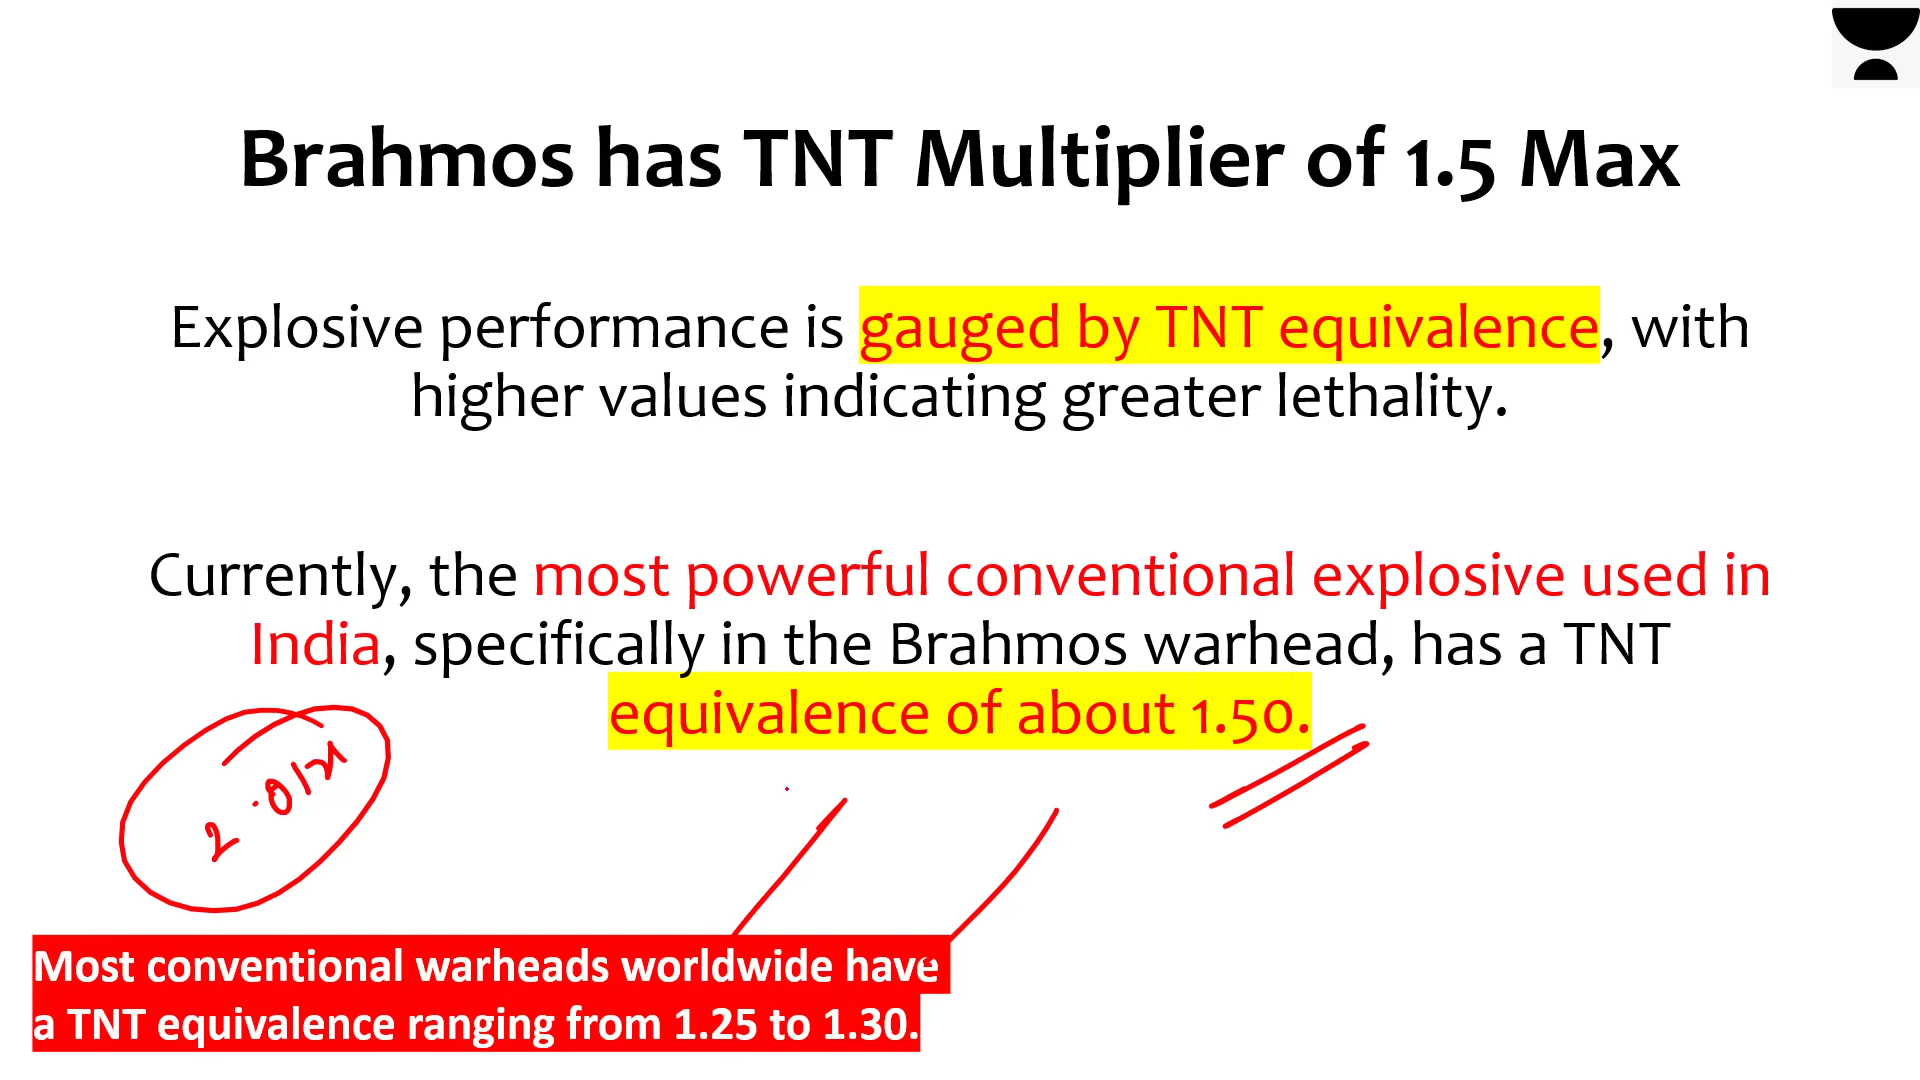 Brahmos has TNT Multiplier of 1.5 Max
Explosive performance is gauged by TNT equivalence, with
higher values indicating greater lethality.
Currently, the most powerful conventional explosive used in
India, specifically in the Brahmos warhead, has a TNT
equivalence of about 1.50.
2.01x
Most conventional warheads worldwide have
a TNT equivalence ranging from 1.25 to 1.30.